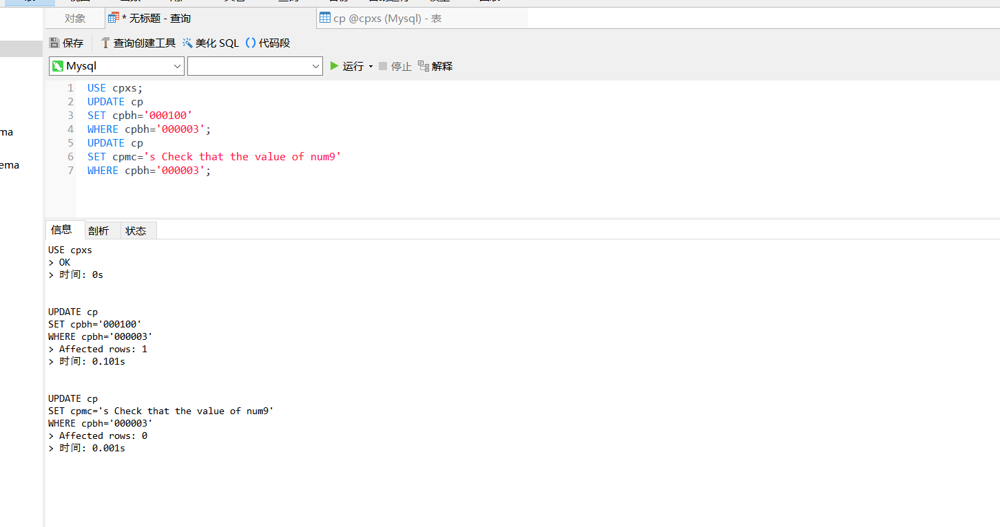 对象
* 无标题 - 查询
cp @cpxs (Mysql) - 表
保存
查询创建工具
美化 SQL
() 代码段
Mysql
运行
停止
解释
ma
ema
1 USE cpxs;
2 UPDATE cp
3 SET cpbh='000100'
4 WHERE cpbh='000003';
5 UPDATE cp
6 SET cpmc='s Check that the value of num9'
7 WHERE cpbh='000003';
信息
剖析
状态
USE cpxs
> OK
> 时间: 0s
UPDATE cp
SET cpbh='000100'
WHERE cpbh='000003'
> Affected rows: 1
> 时间: 0.101s
UPDATE cp
SET cpmc='s Check that the value of num9'
WHERE cpbh='000003'
> Affected rows: 0
> 时间: 0.001s